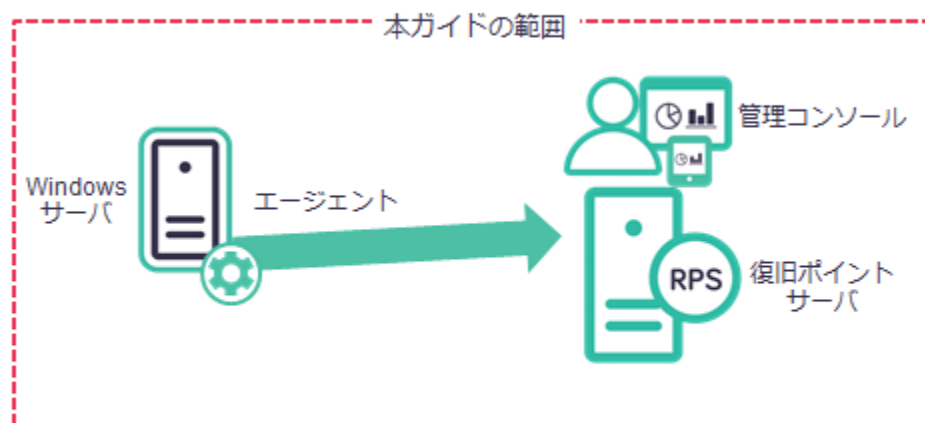 本ガイドの範囲
管理コンソール
Windows
サーバ
エージェント
RPS
復旧ポイント
サーバ